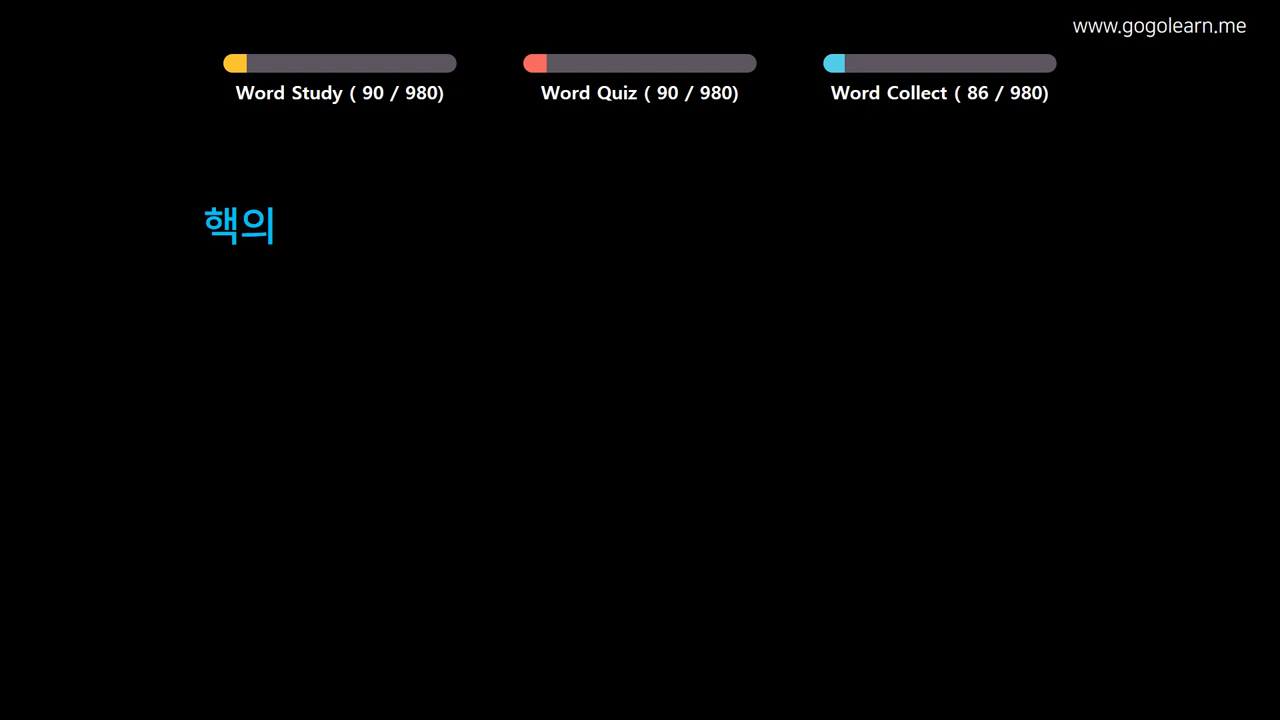 www.gogolearn.me
Word Study ( 90 / 980)
Word Quiz ( 90 / 980)
Word Collect ( 86 / 980)
핵의